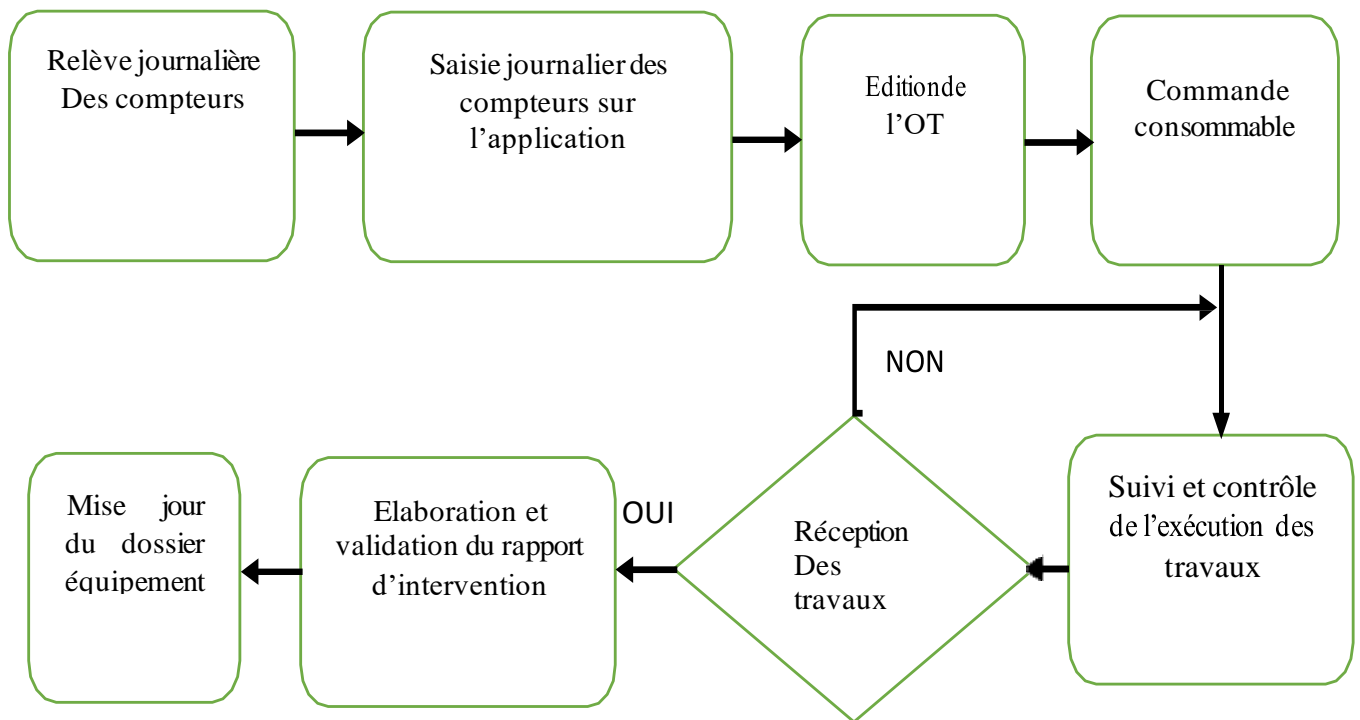 Relève journalière
Des compteurs
Saisie journalier des
compteurs sur
l’application
Editionde
l’OT
Commande
consommable
NON
Suivi et contrôle
de l’exécution des
travaux
Réception
Des
travaux
OUI
Elaboration et
validation du rapport
d’intervention
Mise jour
du dossier
équipement